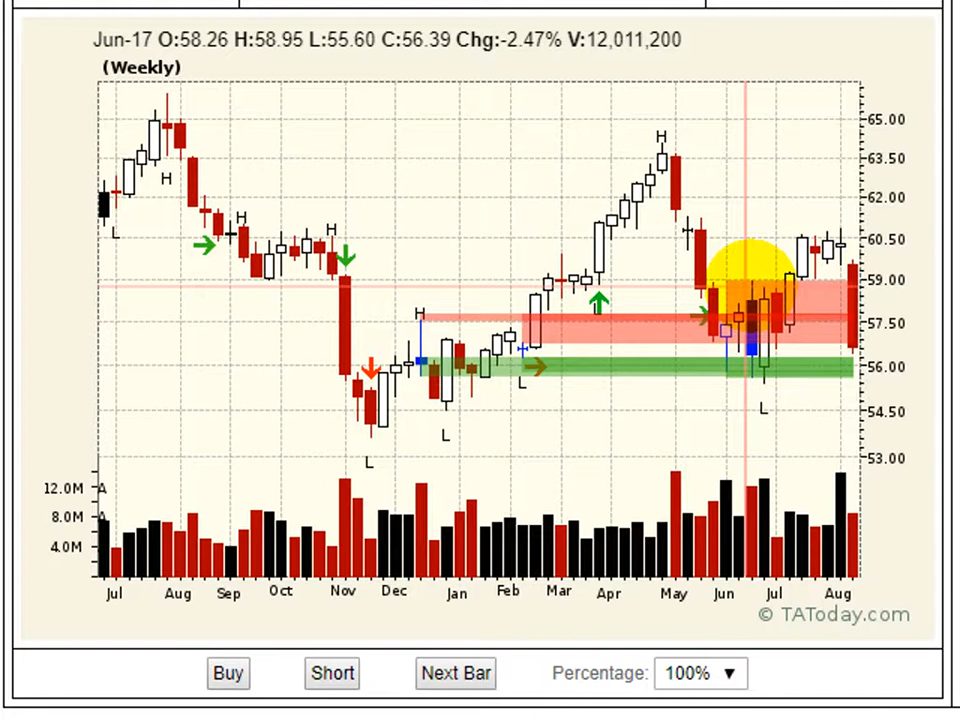 Jun-17 O:58.26 H:58.95 L:55.60 C:56.39 Chg:-2.47% V:12,011,200
(Weekly)
65.00
63.50
62.00
60.50
59.00
57.50
56.00
54.50
53.00
H
H
H
H
H
L
L
L
L
L
12.0M A
8.0M A
4.0M
Jul Aug Sep Oct Nov Dec Jan Feb Mar Apr May Jun Jul Aug
© TAToday.com
Buy Short Next Bar Percentage: 100% ▼